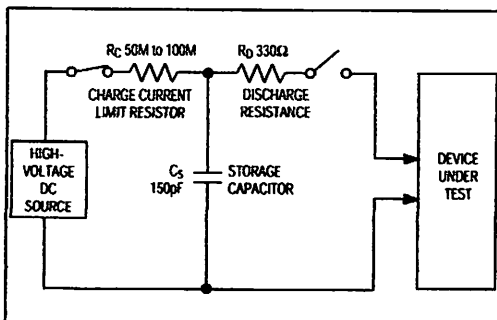 RC 50M to 100M
CHARGE CURRENT
LIMIT RESISTOR
RD 330Ω
DISCHARGE
RESISTANCE
HIGH-
VOLTAGE
DC
SOURCE
CS
150pF
STORAGE
CAPACITOR
DEVICE
UNDER
TEST